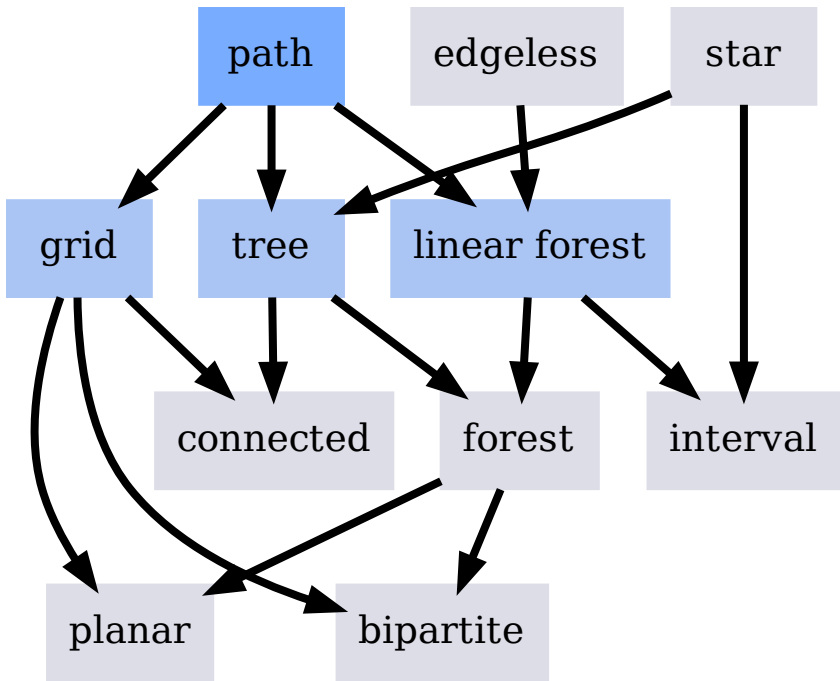 path
edgeless
star
grid
tree
linear forest
connected
forest
interval
planar
bipartite